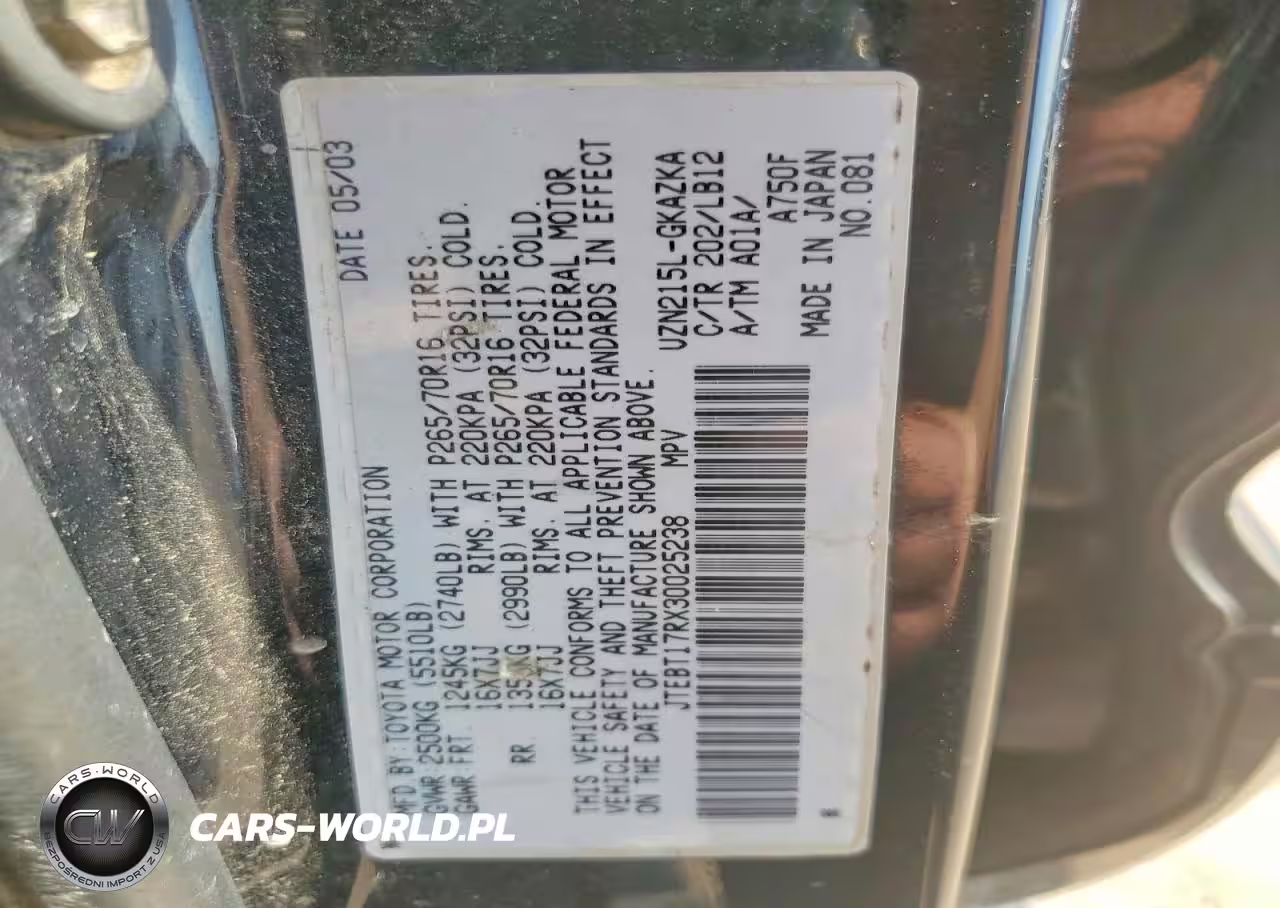 MFD. BY: TOYOTA MOTOR CORPORATION DATE 05/03
GVWR 2500KG (5510LB)
GAWR FRT. 1245KG (2740LB) WITH P265/70R16 TIRES.
16X7JJ RIMS. AT 220KPA (32PSI) COLD.
RR. (2990LB) WITH P265/70R16 TIRES.
16X7JJ RIMS. AT 220KPA (32PSI) COLD.
THIS VEHICLE CONFORMS TO ALL APPLICABLE FEDERAL MOTOR
VEHICLE SAFETY AND THEFT PREVENTION STANDARDS IN EFFECT
ON THE DATE OF MANUFACTURE SHOWN ABOVE.
JTEBT17RX30025238 MPV
UZN215L-GKAZKA
C/TR 202/LB12
A/TM A01A/
A750F
MADE IN JAPAN
NO.081
CARS-WORLD
CW
BEZPOŚREDNI IMPORT Z USA
CARS-WORLD.PL